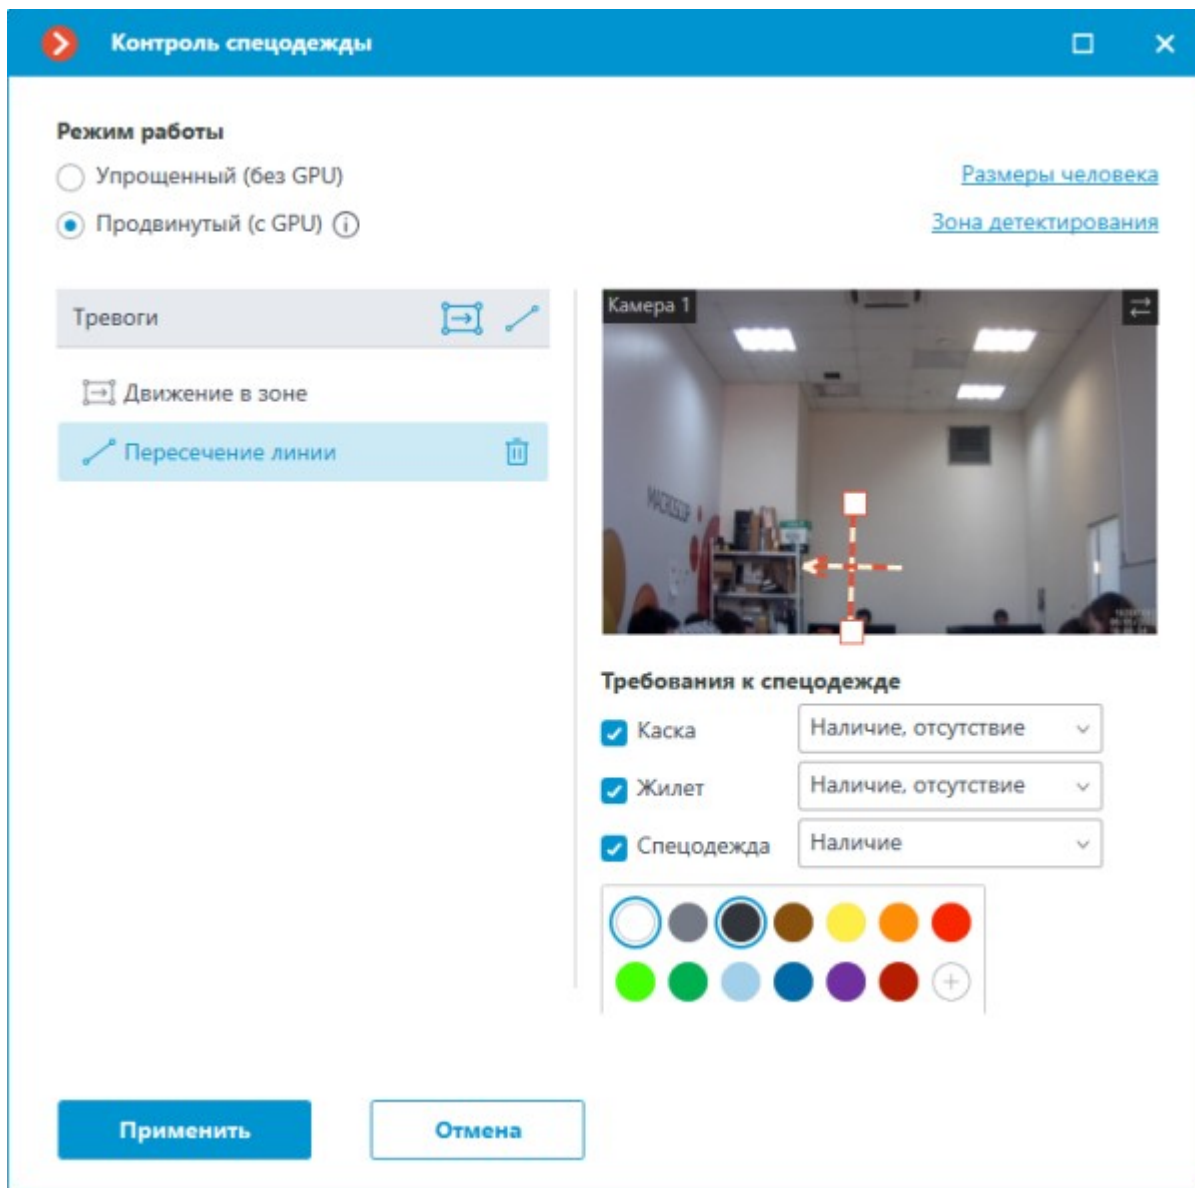 Контроль спецодежды
Режим работы
Упрощенный (без GPU)
Размеры человека
Продвинутый (с GPU)
Зона детектирования
Тревоги
Движение в зоне
Пересечение линии
Камера 1
MACROSCOP
Требования к спецодежде
Каска
Наличие, отсутствие
Жилет
Наличие, отсутствие
Спецодежда
Наличие
Применить
Отмена